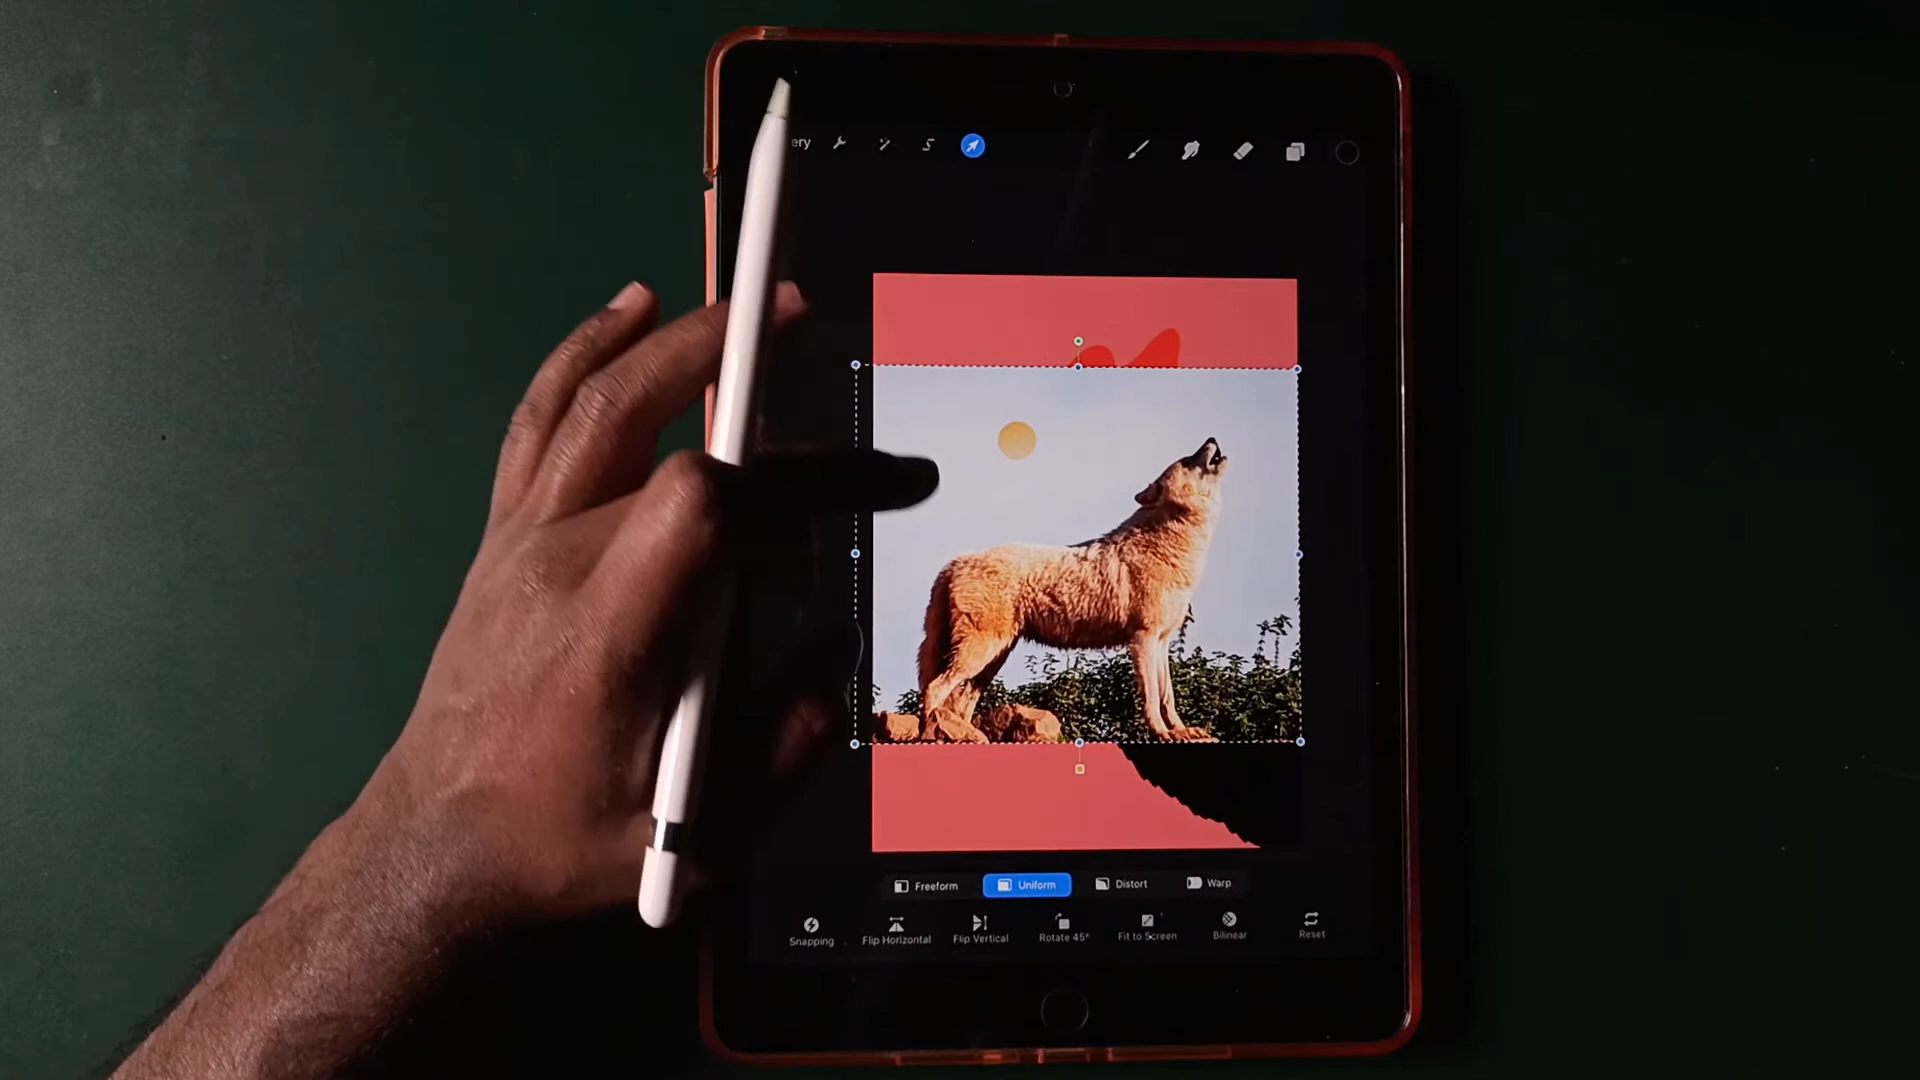 ery
Freeform Uniform Distort Warp
Snapping Flip Horizontal Flip Vertical Rotate 45° Fit to Screen Bilinear Reset